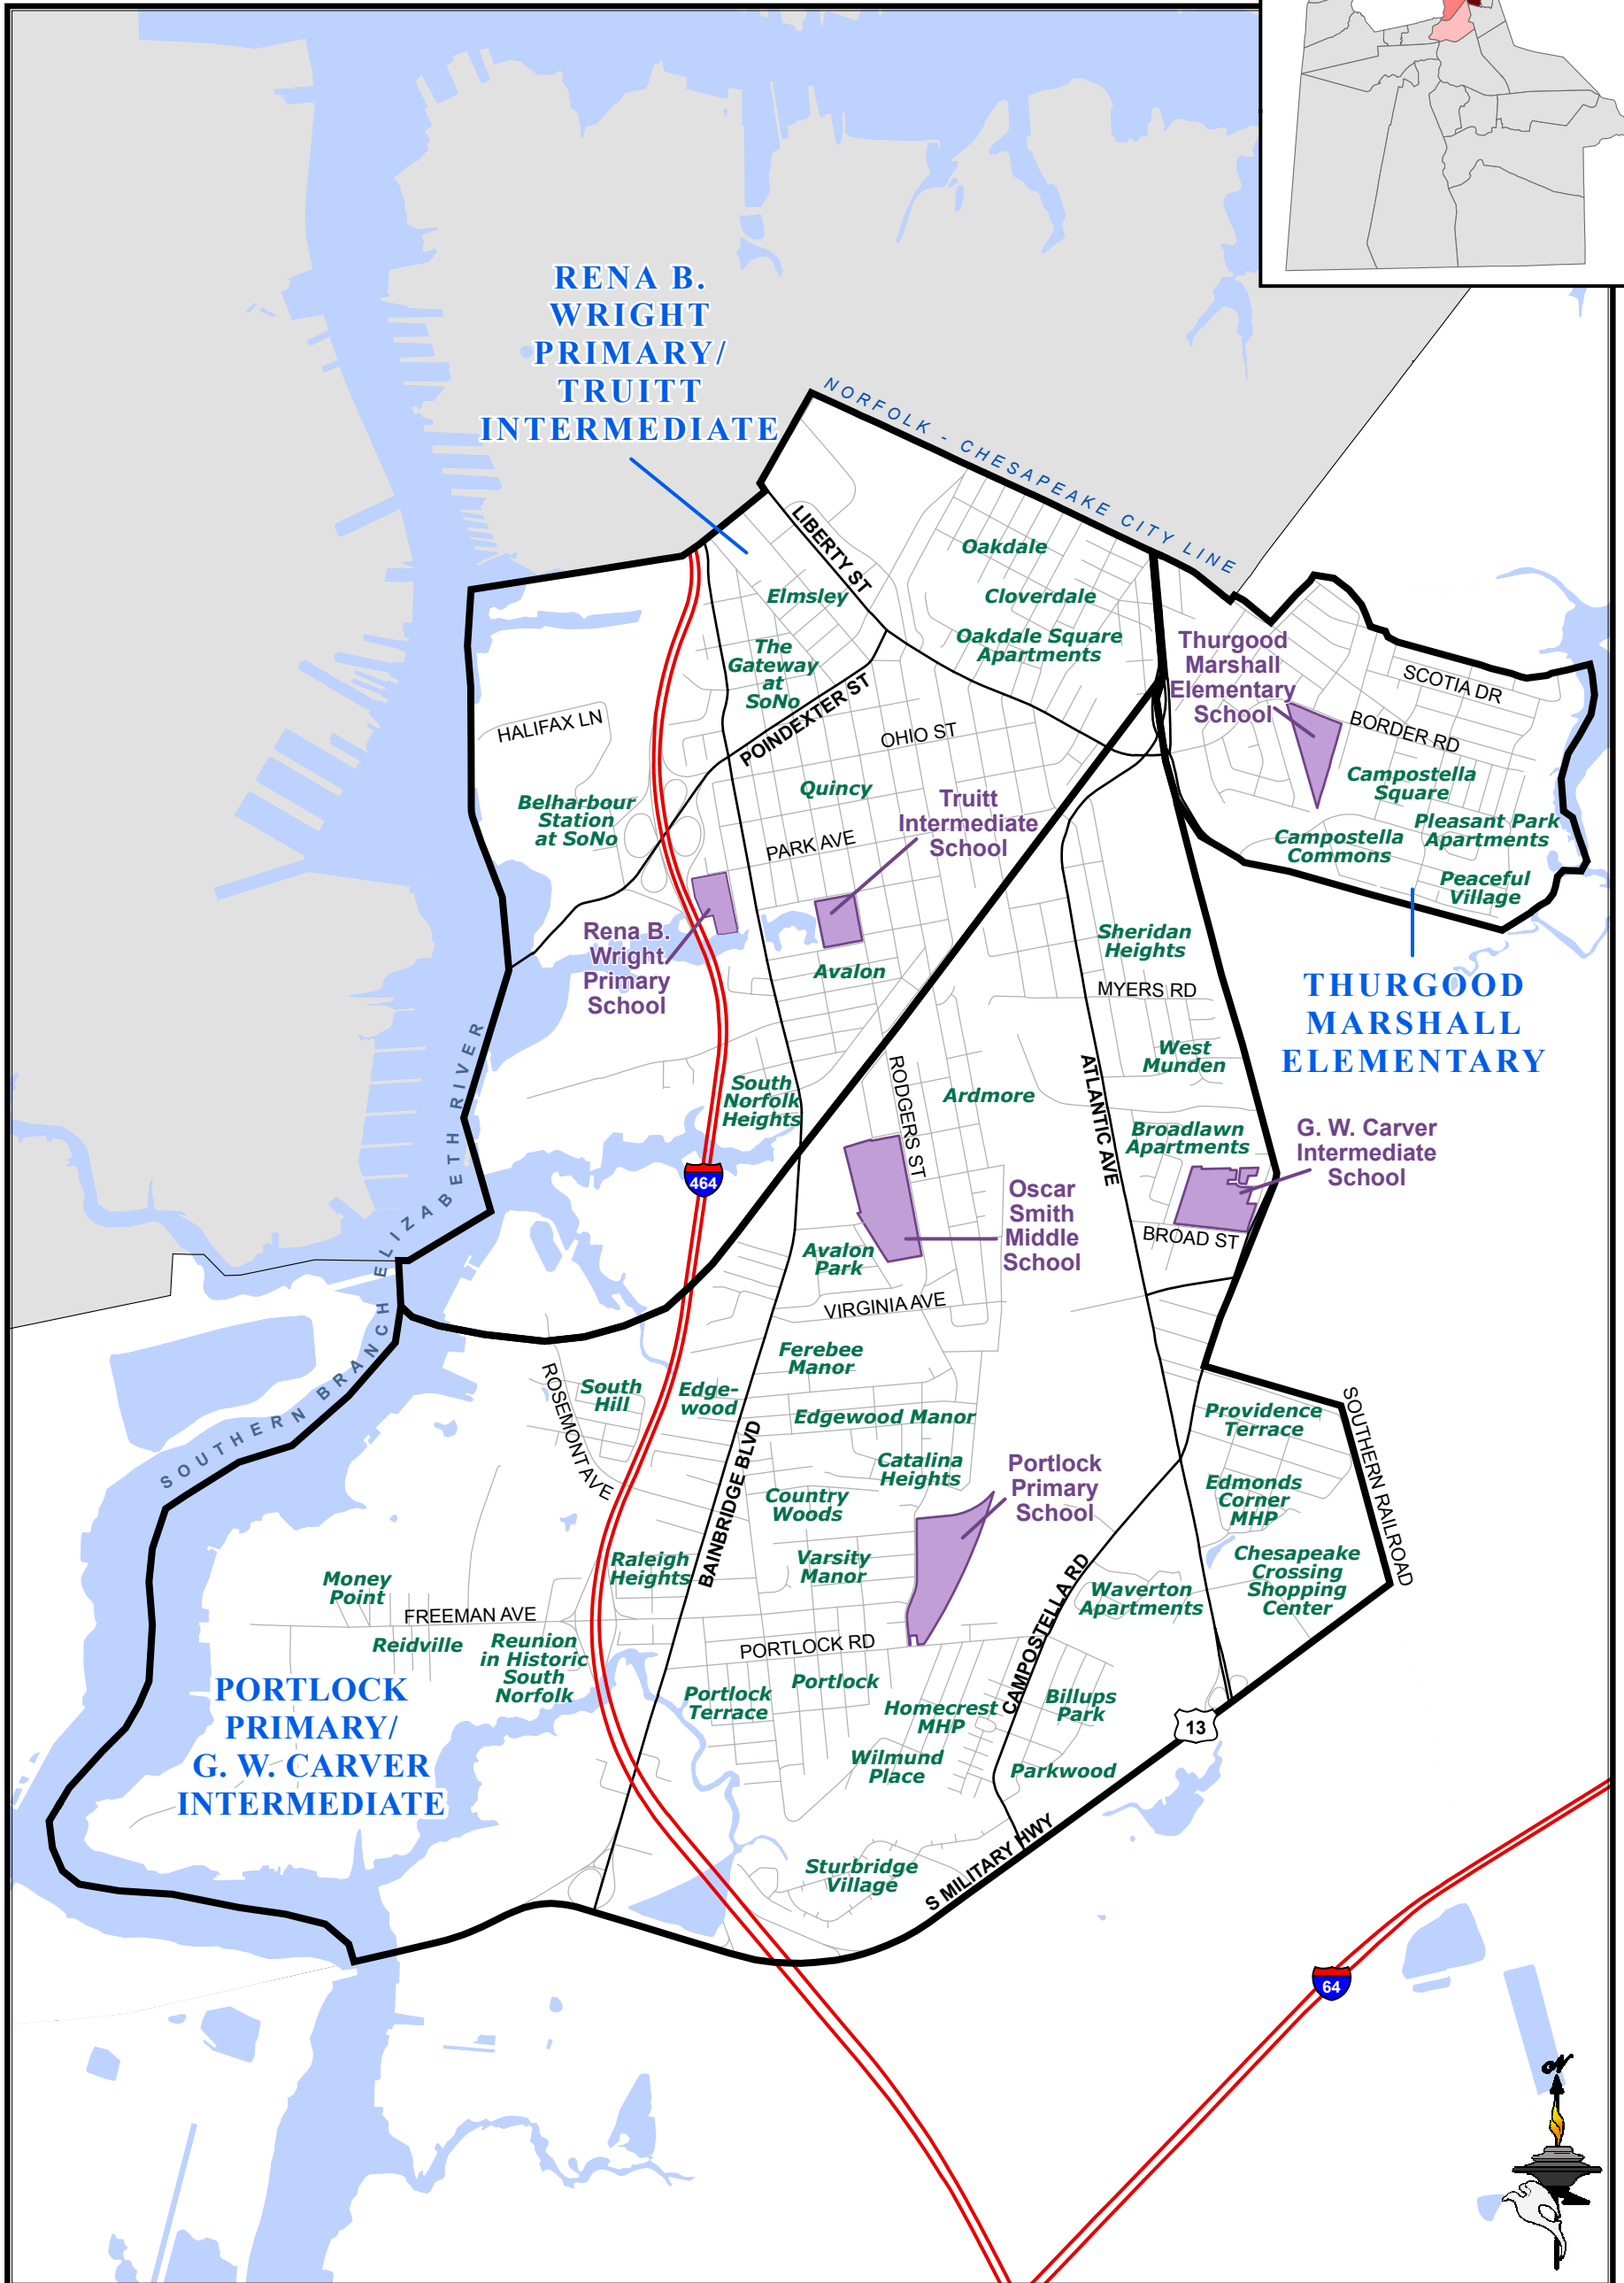 RENA B.
WRIGHT
PRIMARY/
TRUITT
INTERMEDIATE
NORFOLK - CHESAPEAKE CITY LINE
LIBERTY ST
Oakdale
Elmsley
Cloverdale
Oakdale Square
Apartments
The
Gateway
at
SoNo
Thurgood
Marshall
Elementary
School
SCOTIA DR
BORDER RD
HALIFAX LN
POINDEXTER ST
OHIO ST
Campostella
Square
Quincy
Belharbour
Station
at SoNo
Truitt
Intermediate
School
PARK AVE
Campostella
Commons
Pleasant Park
Apartments
Peaceful
Village
Rena B.
Wright
Primary
School
Avalon
Sheridan
Heights
MYERS RD
THURGOOD
MARSHALL
ELEMENTARY
West
Munden
South
Norfolk
Heights
RODGERS ST
Ardmore
ATLANTIC AVE
Broadlawn
Apartments
G. W. Carver
Intermediate
School
464
Oscar
Smith
Middle
School
BROAD ST
Avalon
Park
VIRGINIA AVE
SOUTHERN BRANCH ELIZABETH RIVER
Ferebee
Manor
ROSEMONT AVE
South
Hill
Edge-
wood
Edgewood Manor
Providence
Terrace
SOUTHERN RAILROAD
BAINBRIDGE BLVD
Catalina
Heights
Portlock
Primary
School
Country
Woods
Edmonds
Corner
MHP
Raleigh
Heights
Varsity
Manor
Chesapeake
Crossing
Shopping
Center
Money
Point
FREEMAN AVE
Waverton
Apartments
CAMPOSTELLA RD
Reidville
Reunion
in Historic
South
Norfolk
PORTLOCK RD
Portlock
Portlock
Terrace
Homecrest
MHP
Billups
Park
PORTLOCK
PRIMARY/
G. W. CARVER
INTERMEDIATE
13
Wilmund
Place
Parkwood
Sturbridge
Village
S MILITARY HWY
64
N